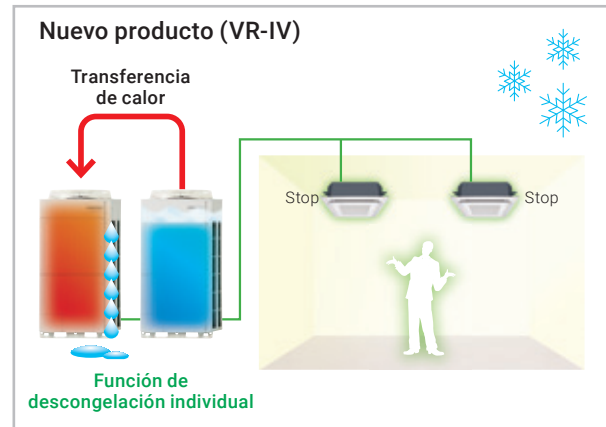 Nuevo producto (VR-IV)
Transferencia
de calor
Stop
Stop
Función de
descongelación individual